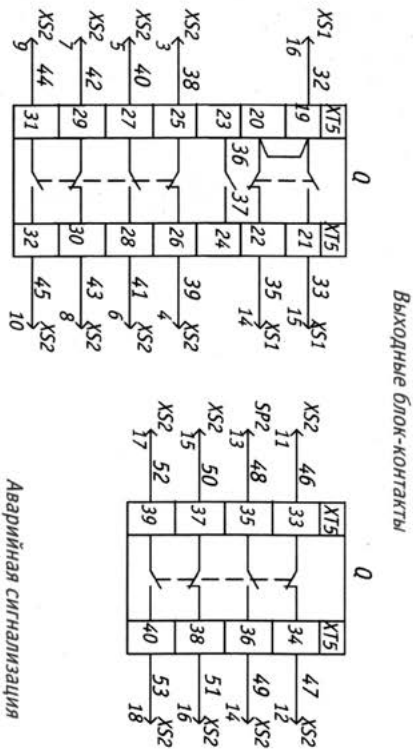 Выходные блок-контакты
Q
XT5 XT5
XS1 16 32 19 21 33 15 XS1
20 22 35 14 XS1
36 37
23 24
XS2 3 38 25 26 39 4 XS2
XS2 5 40 27 28 41 6 XS2
XS2 7 42 29 30 43 8 XS2
XS2 9 44 31 32 45 10 XS2
Q
XT5 XT5
XS2 11 46 33 34 47 12 XS2
SP2 13 48 35 36 49 14 XS2
XS2 15 50 37 38 51 16 XS2
XS2 17 52 39 40 53 18 XS2
Аварийная сигнализация